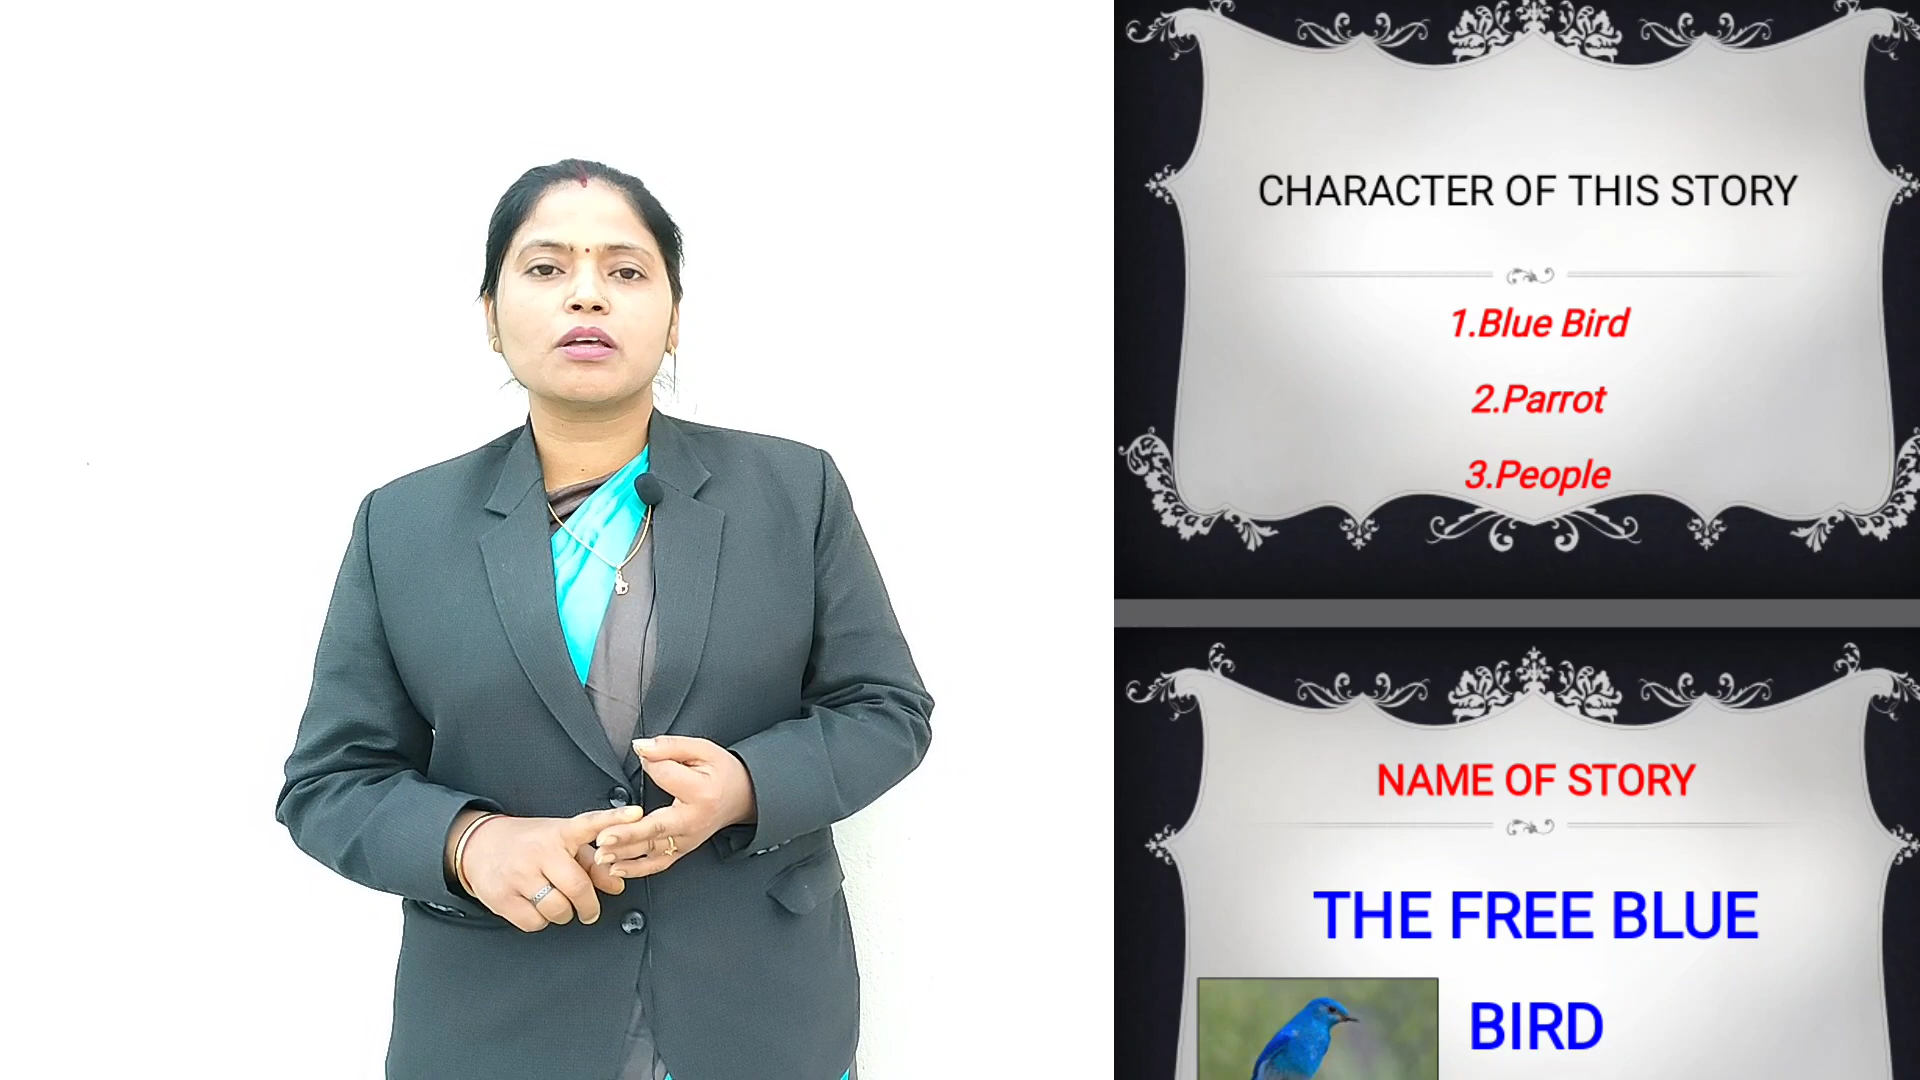 CHARACTER OF THIS STORY
1.Blue Bird
2.Parrot
3.People
NAME OF STORY
THE FREE BLUE
BIRD